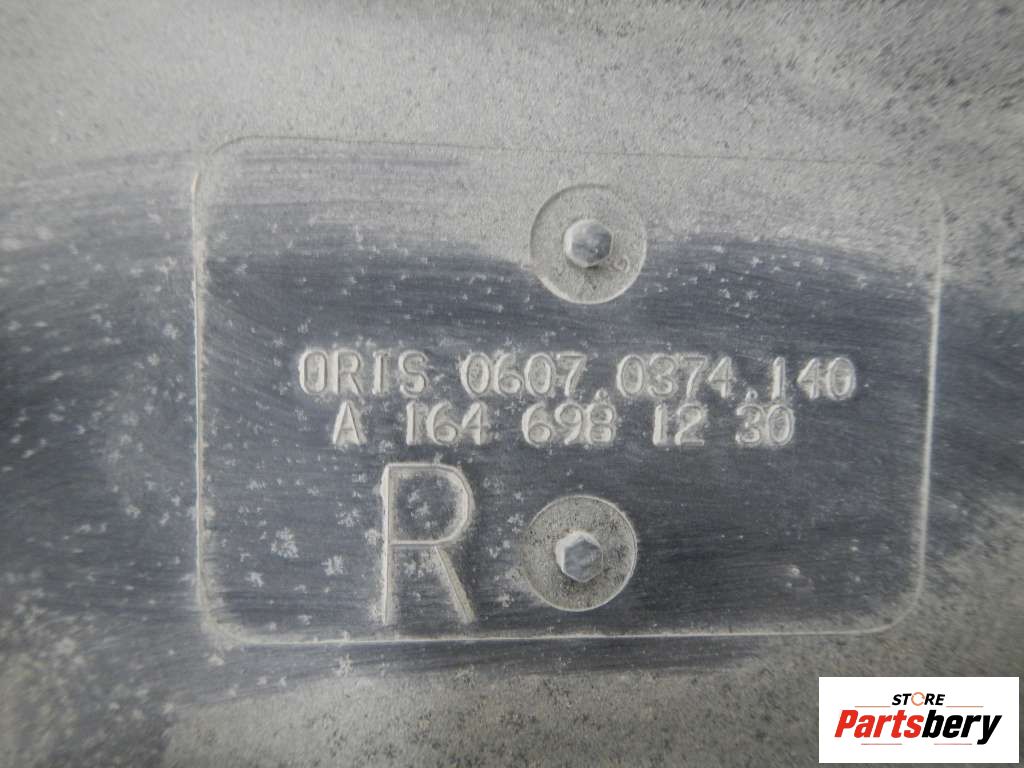 ORIS 0607.0374.140
A 164 698 12 30
R
STORE
Partsbery